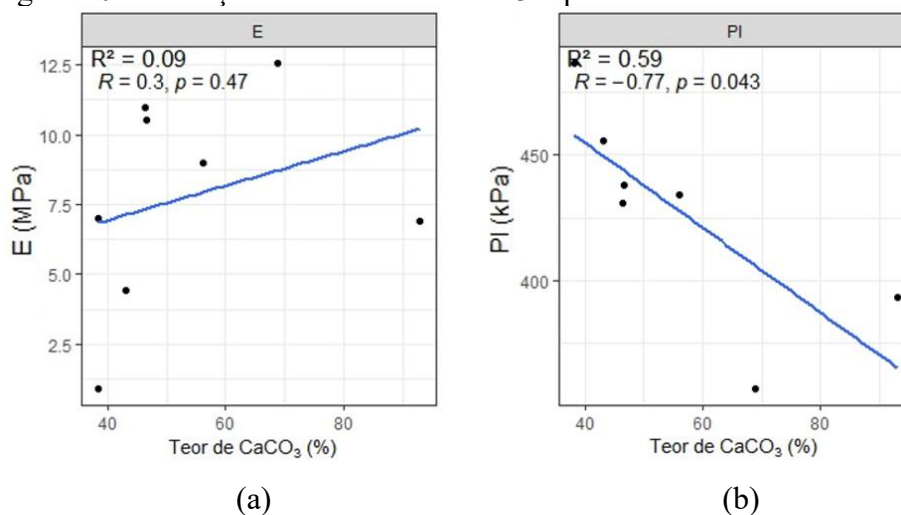 E
R² = 0.09
R = 0.3, p = 0.47
12.5
10.0
7.5
5.0
2.5
E (MPa)
40 60 80
Teor de CaCO₃ (%)
(a)
PI
R² = 0.59
R = −0.77, p = 0.043
450
400
PI (kPa)
40 60 80
Teor de CaCO₃ (%)
(b)